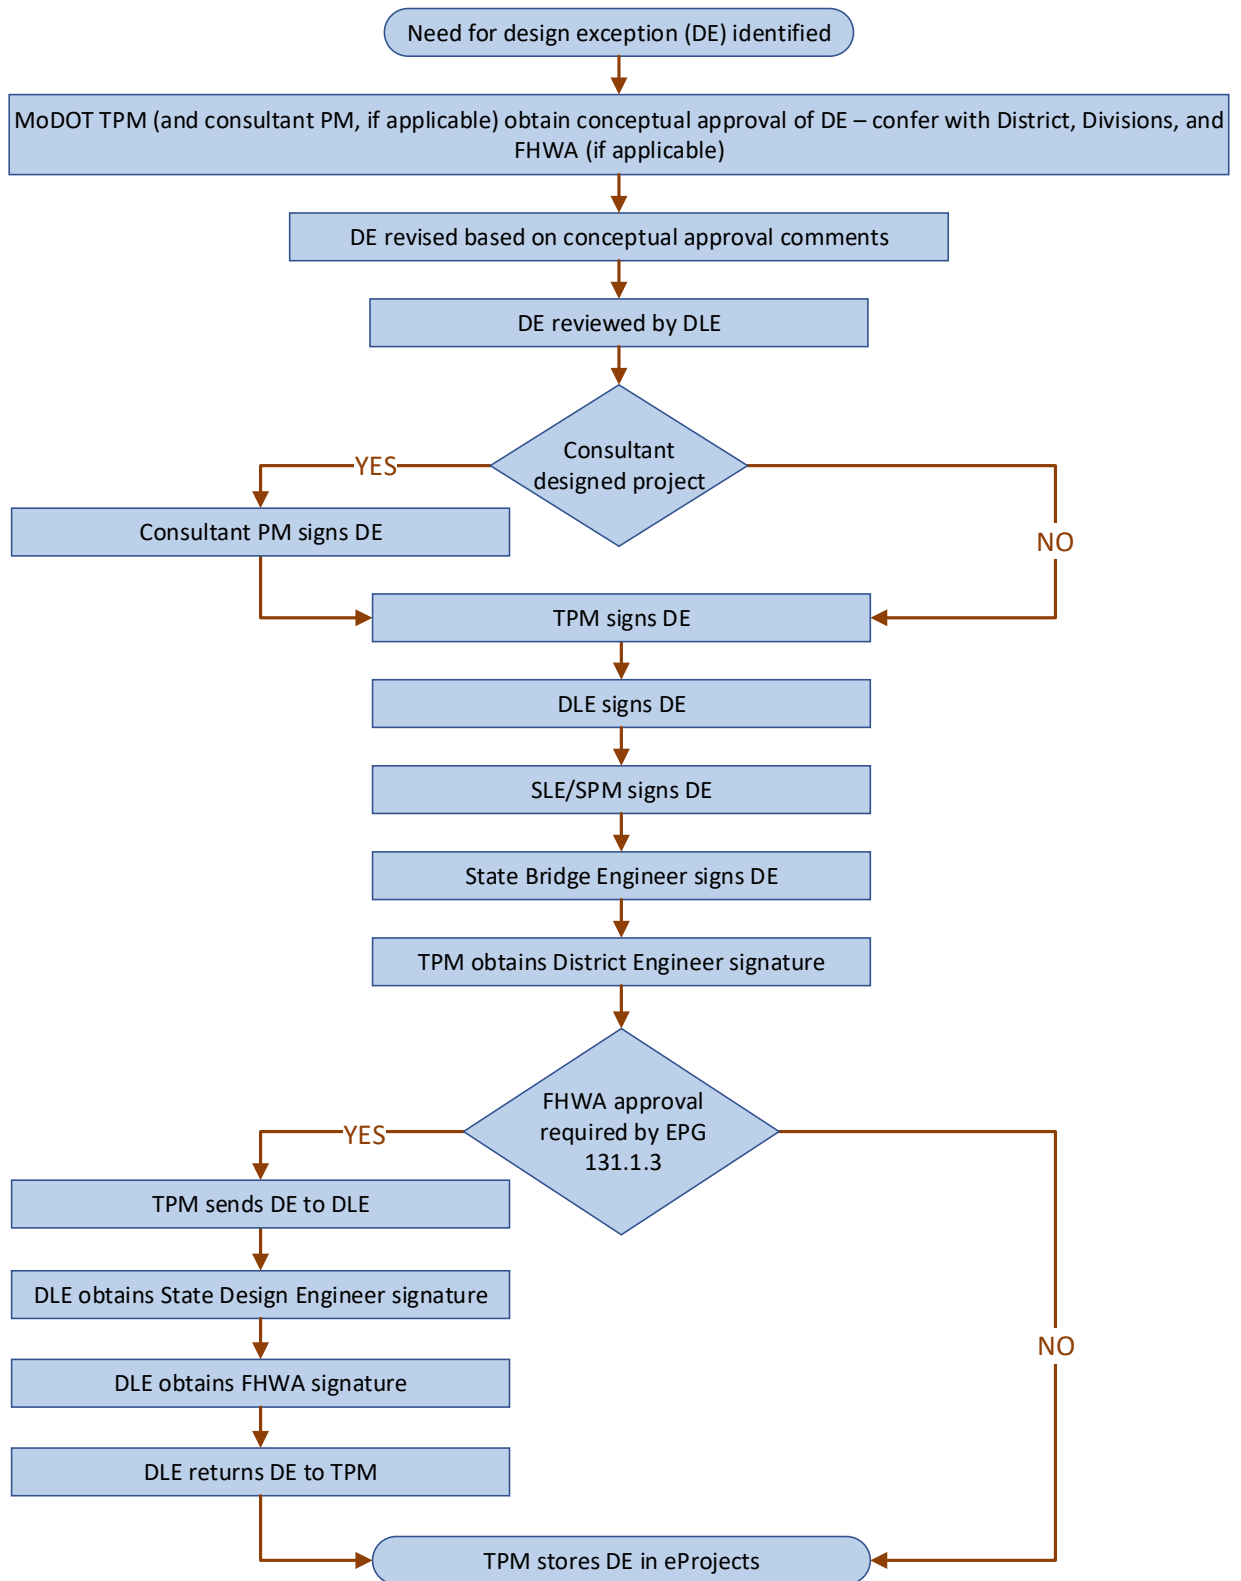 Need for design exception (DE) identified
MoDOT TPM (and consultant PM, if applicable) obtain conceptual approval of DE – confer with District, Divisions, and
FHWA (if applicable)
DE revised based on conceptual approval comments
DE reviewed by DLE
Consultant
designed project
YES
NO
Consultant PM signs DE
TPM signs DE
DLE signs DE
SLE/SPM signs DE
State Bridge Engineer signs DE
TPM obtains District Engineer signature
FHWA approval
required by EPG
131.1.3
YES
NO
TPM sends DE to DLE
DLE obtains State Design Engineer signature
DLE obtains FHWA signature
DLE returns DE to TPM
TPM stores DE in eProjects